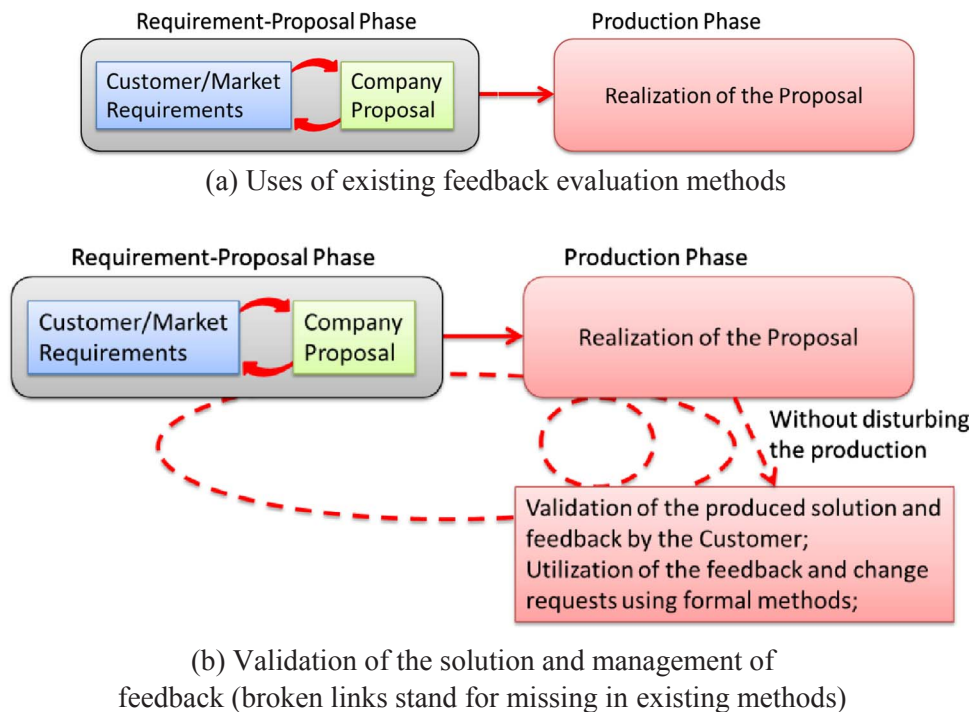 Requirement-Proposal Phase
Production Phase
Customer/Market
Requirements
Company
Proposal
Realization of the Proposal
(a) Uses of existing feedback evaluation methods
Requirement-Proposal Phase
Production Phase
Customer/Market
Requirements
Company
Proposal
Realization of the Proposal
Without disturbing
the production
Validation of the produced solution and
feedback by the Customer;
Utilization of the feedback and change
requests using formal methods;
(b) Validation of the solution and management of
feedback (broken links stand for missing in existing methods)